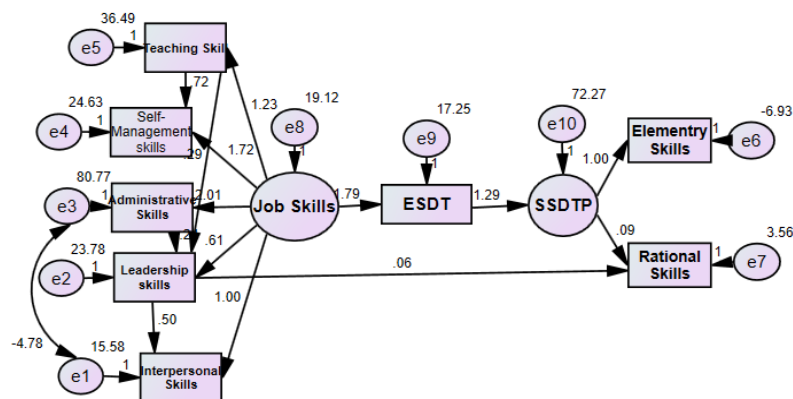 36.49
e5
1
Teaching Skill
.72
24.63
e4
1
Self-
Management
skills
.29
1.23
1.72
19.12
e8
1
Job Skills
80.77
e3
1
Administrative
Skills
2.01
.61
23.78
e2
1
Leadership
skills
1.00
.50
-4.78
15.58
e1
1
Interpersonal
Skills
1.79
17.25
e9
1
ESDT
1.29
72.27
e10
1
SSDTP
1.00
.09
.06
Elementry
Skills
-6.93
1
e6
Rational
Skills
3.56
1
e7